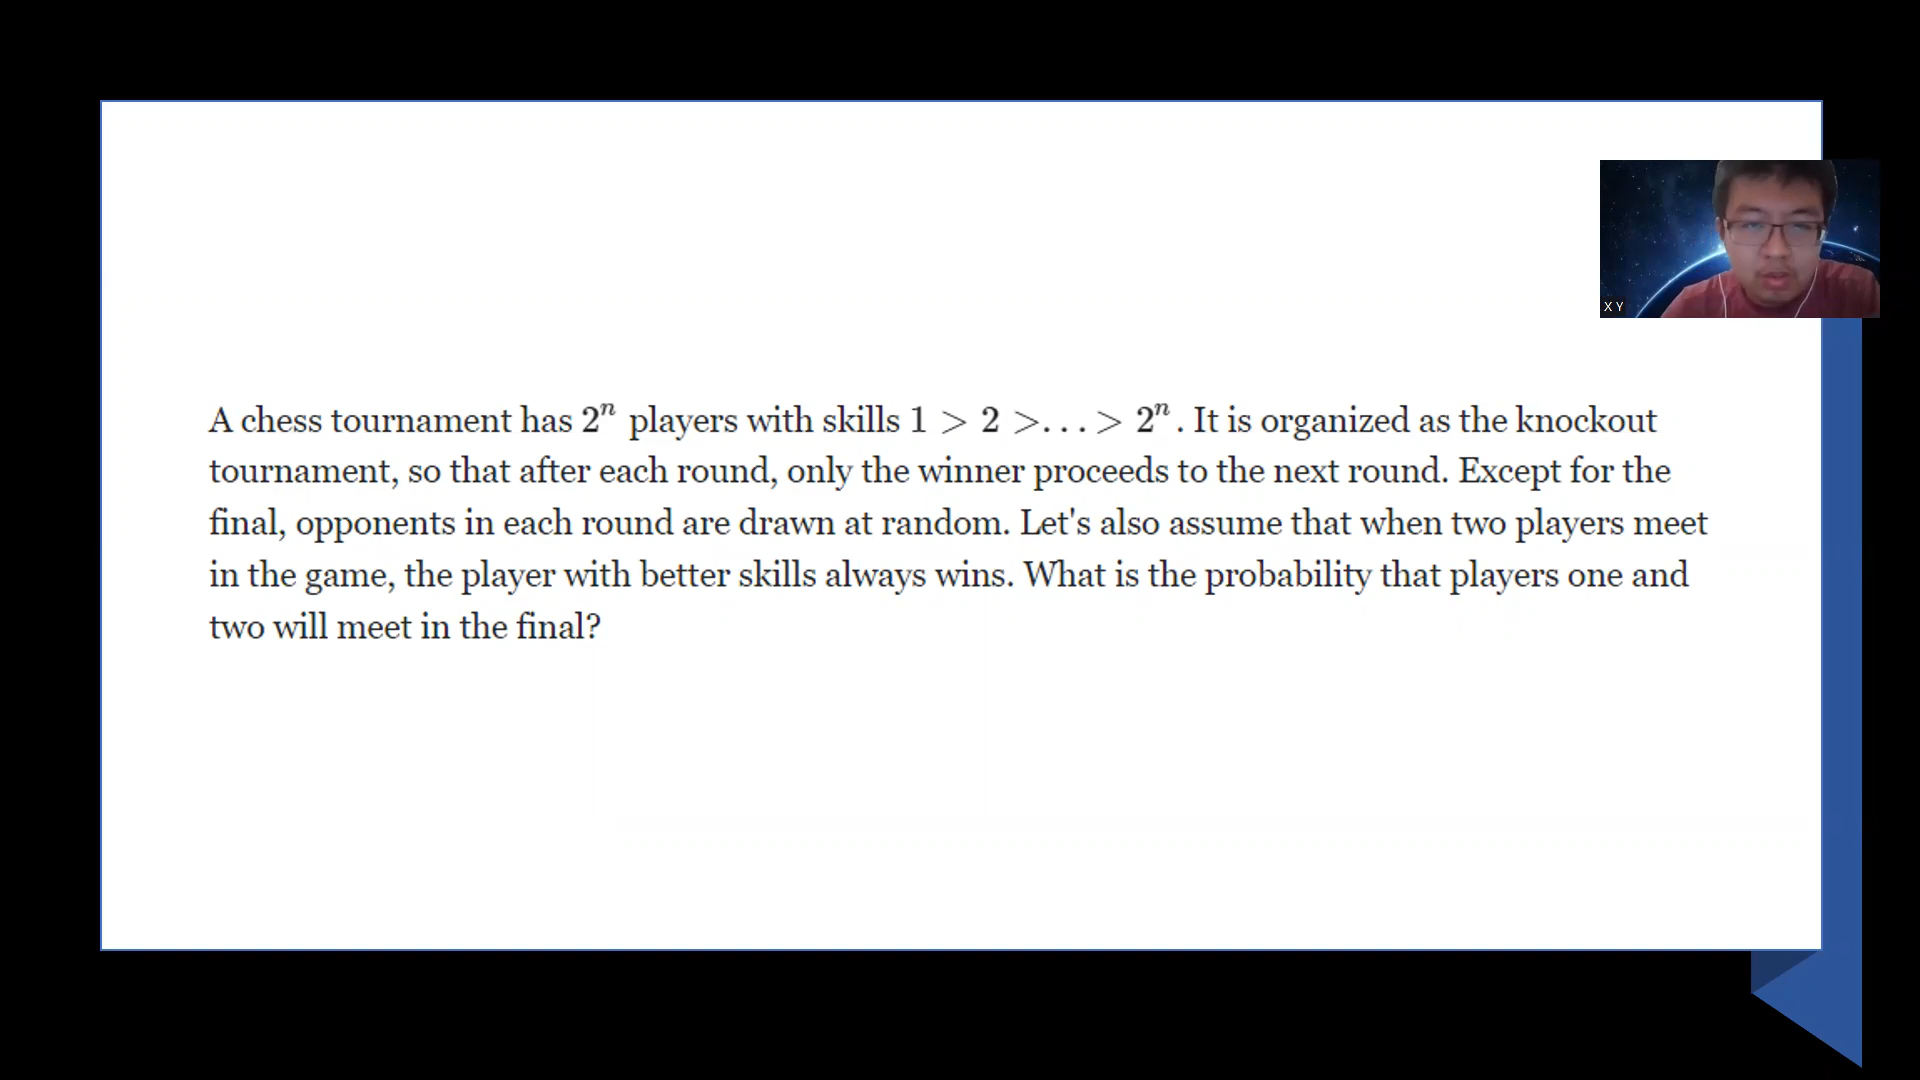 X Y
A chess tournament has 2ⁿ players with skills 1 > 2 >...> 2ⁿ. It is organized as the knockout
tournament, so that after each round, only the winner proceeds to the next round. Except for the
final, opponents in each round are drawn at random. Let's also assume that when two players meet
in the game, the player with better skills always wins. What is the probability that players one and
two will meet in the final?